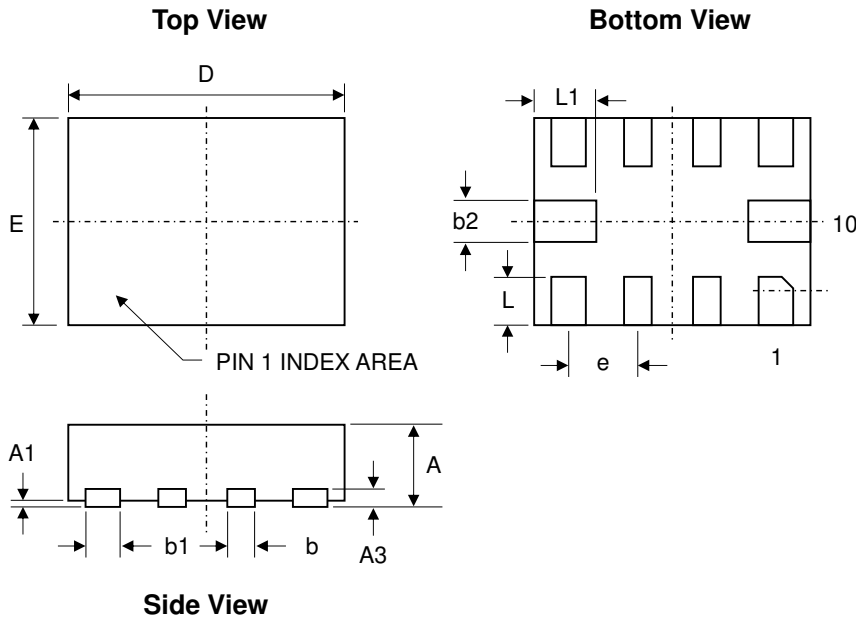 Top View
Bottom View
D
L1
E
b2
10
L
PIN 1 INDEX AREA
e
1
A1
A
b1
b
A3
Side View